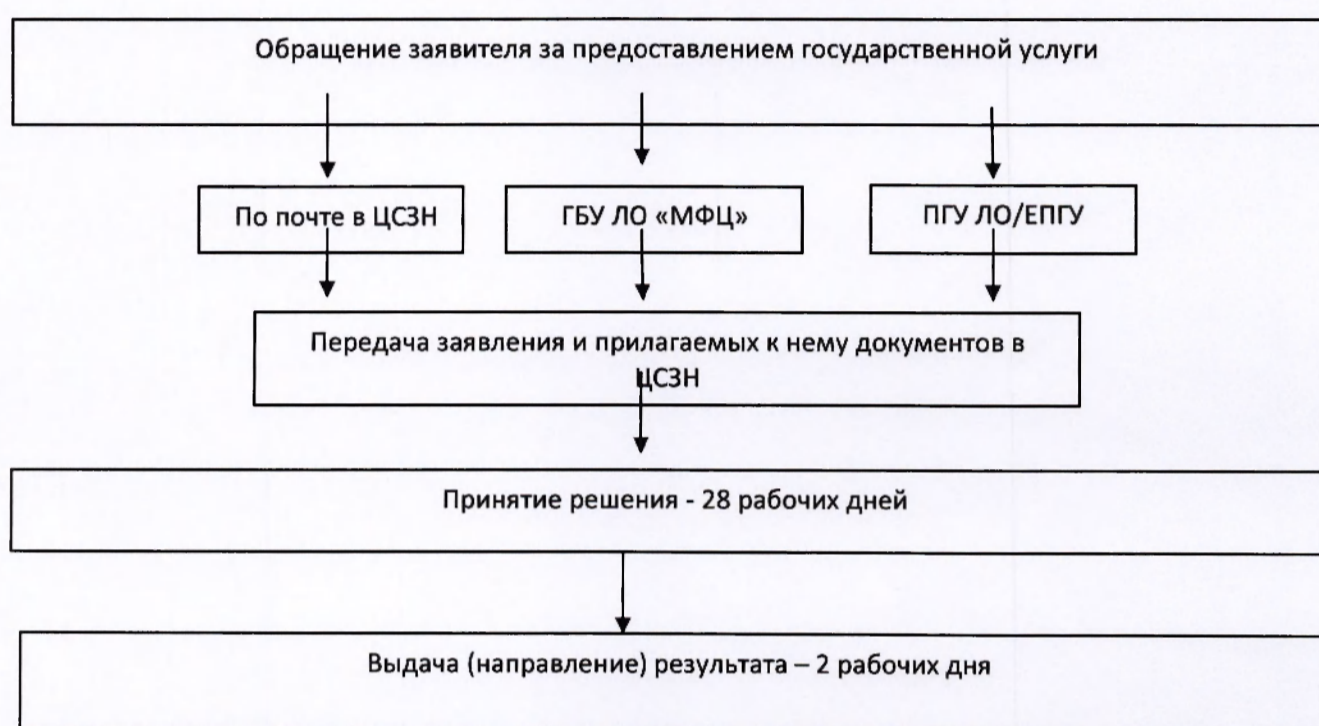 Обращение заявителя за предоставлением государственной услуги
По почте в ЦСЗН
ГБУ ЛО «МФЦ»
ПГУ ЛО/ЕПГУ
Передача заявления и прилагаемых к нему документов в
ЦСЗН
Принятие решения - 28 рабочих дней
Выдача (направление) результата – 2 рабочих дня